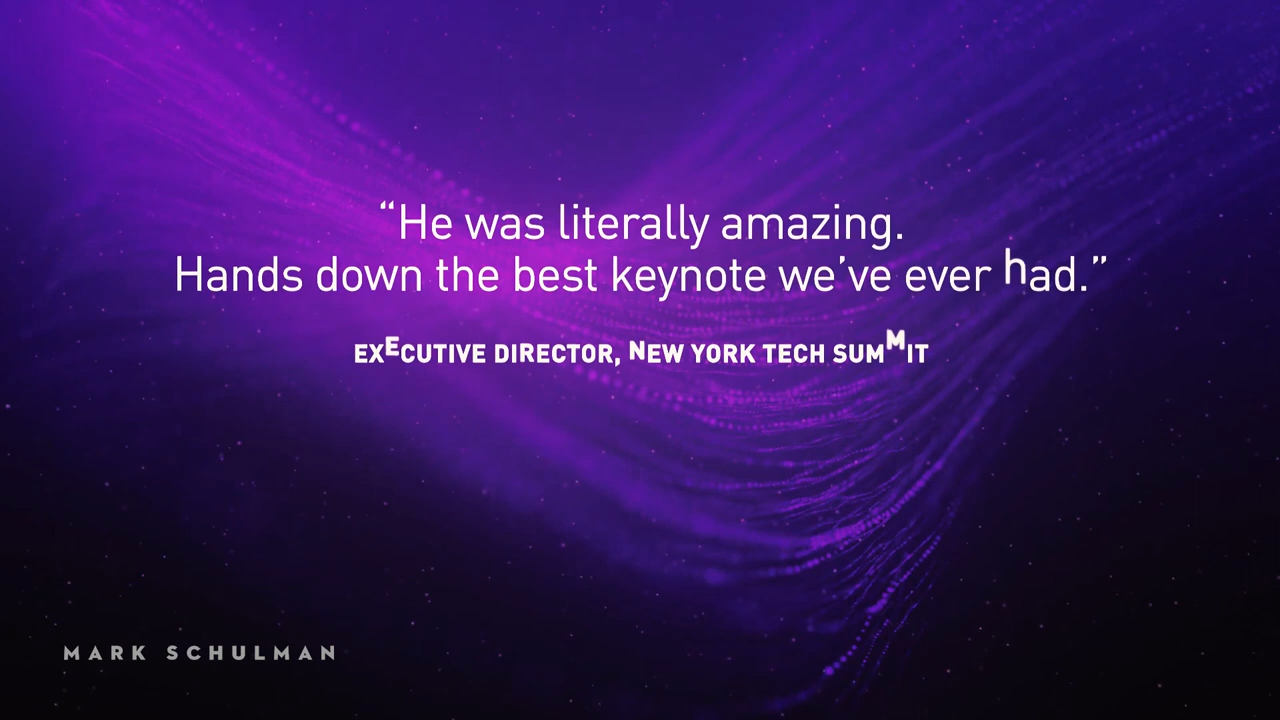 “He was literally amazing.
Hands down the best keynote we’ve ever had.”
EXECUTIVE DIRECTOR, NEW YORK TECH SUMMIT
MARK SCHULMAN